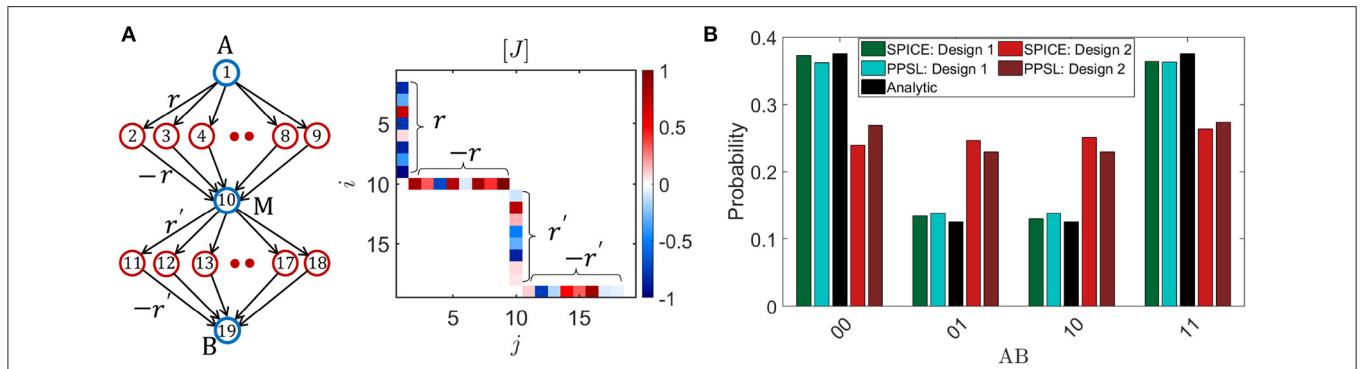 A
A
1
r
2 3 4 8 9
-r
10 M
r'
11 12 13 17 18
-r'
19
B
[J]
r
-r
r'
-r'
i
5
10
15
5 10 15
j
1
0.5
0
-0.5
-1
B
SPICE: Design 1 SPICE: Design 2
PPSL: Design 1 PPSL: Design 2
Analytic
Probability
0.4
0.3
0.2
0.1
0
00 01 10 11
AB